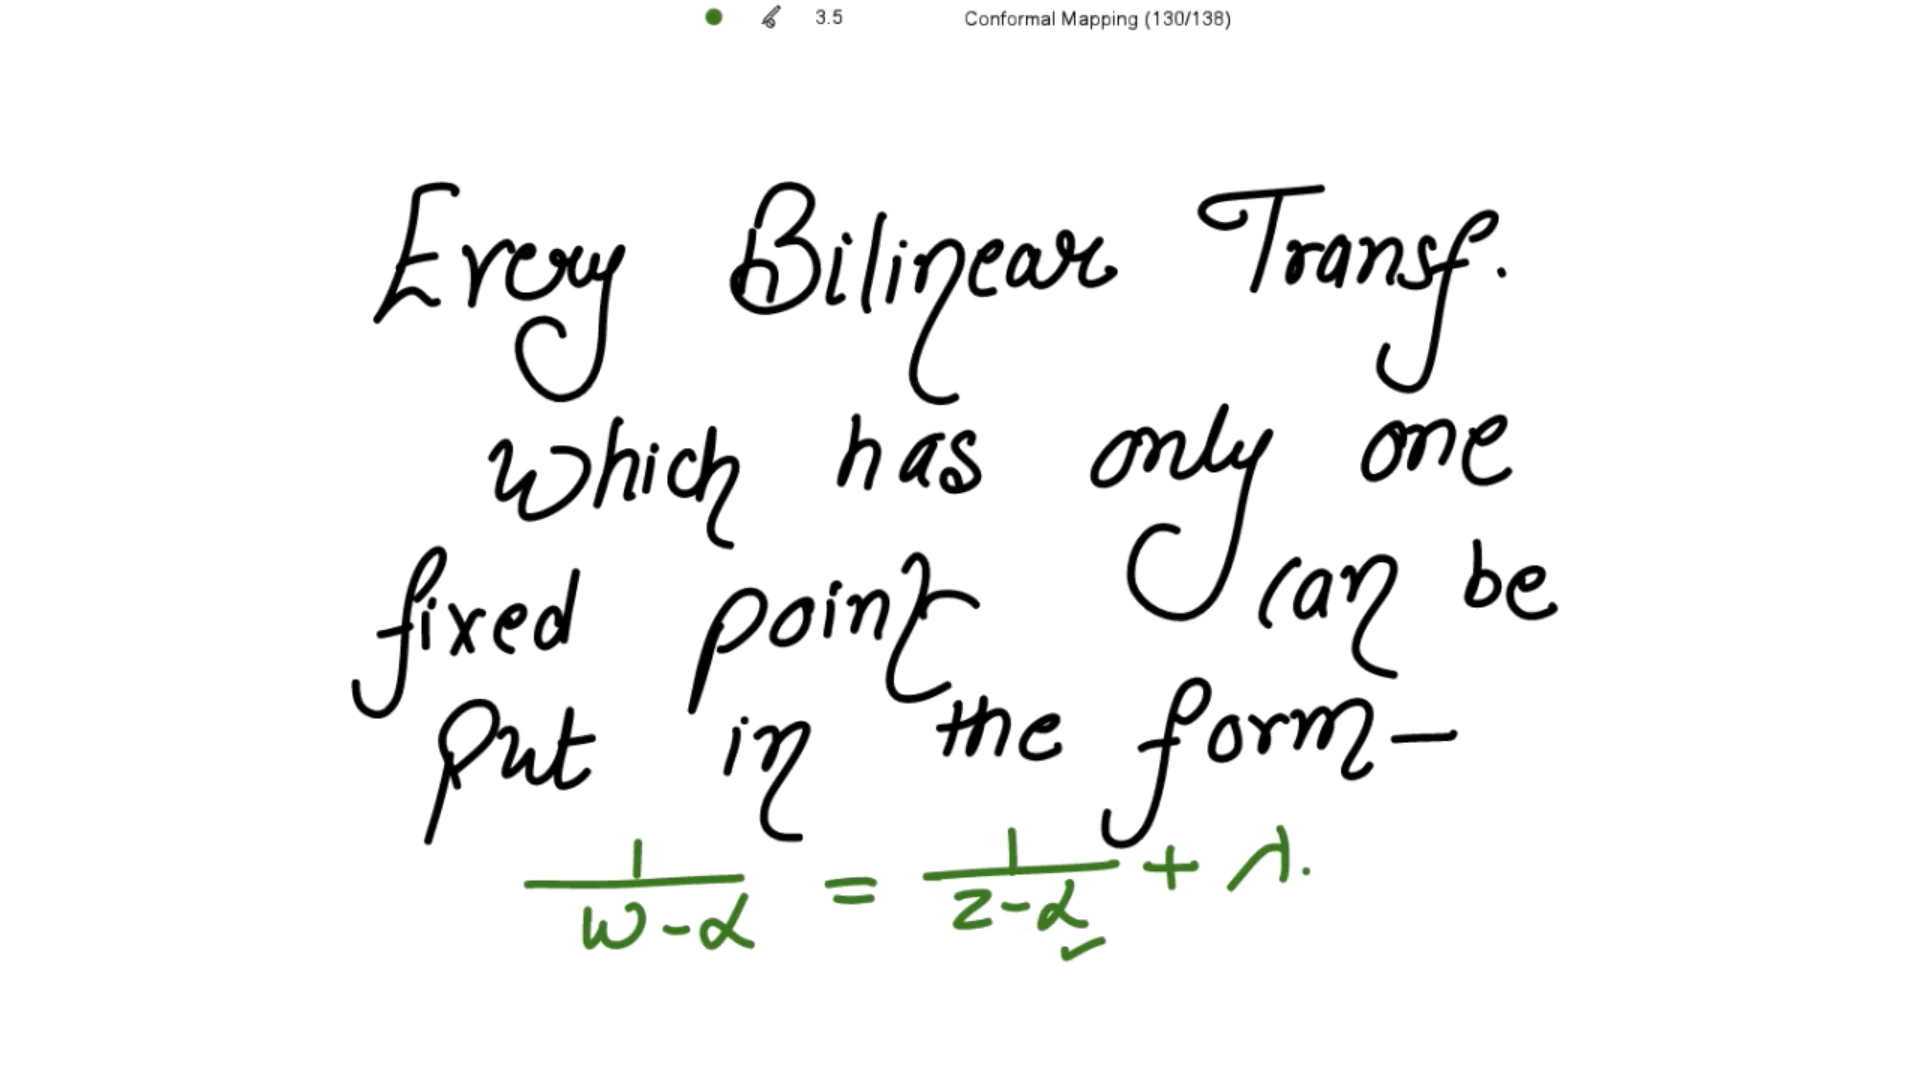 3.5 Conformal Mapping (130/138)
Every Bilinear Transf.
which has only one
fixed point can be
put in the form-
1/(w-α) = 1/(z-α) + λ.